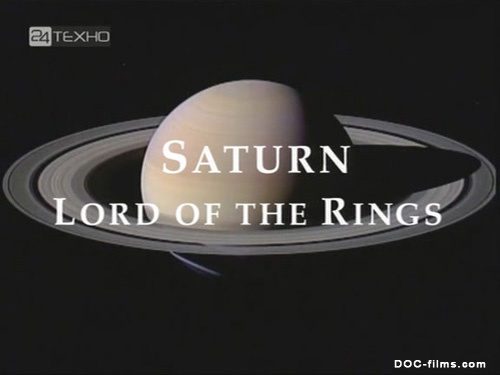 24 ТЕХНО
SATURN
LORD OF THE RINGS
DOC-films.com